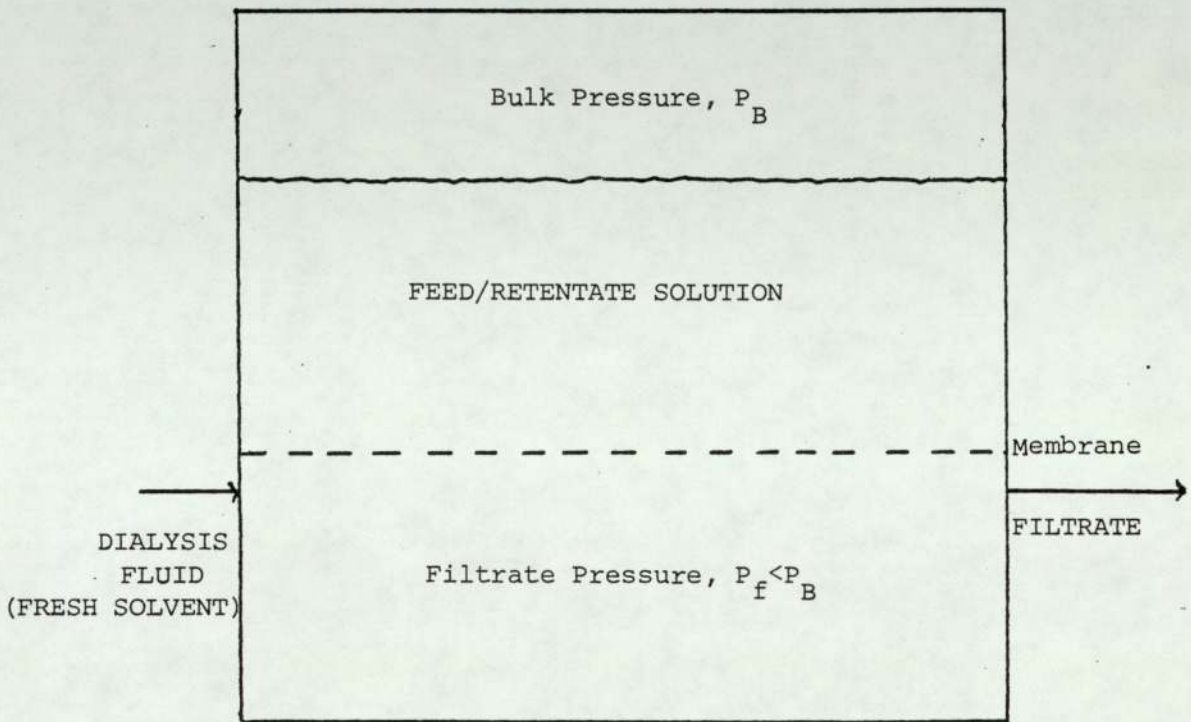 Bulk Pressure, P_B
FEED/RETENTATE SOLUTION
Membrane
DIALYSIS
FLUID
(FRESH SOLVENT)
FILTRATE
Filtrate Pressure, P_f<P_B